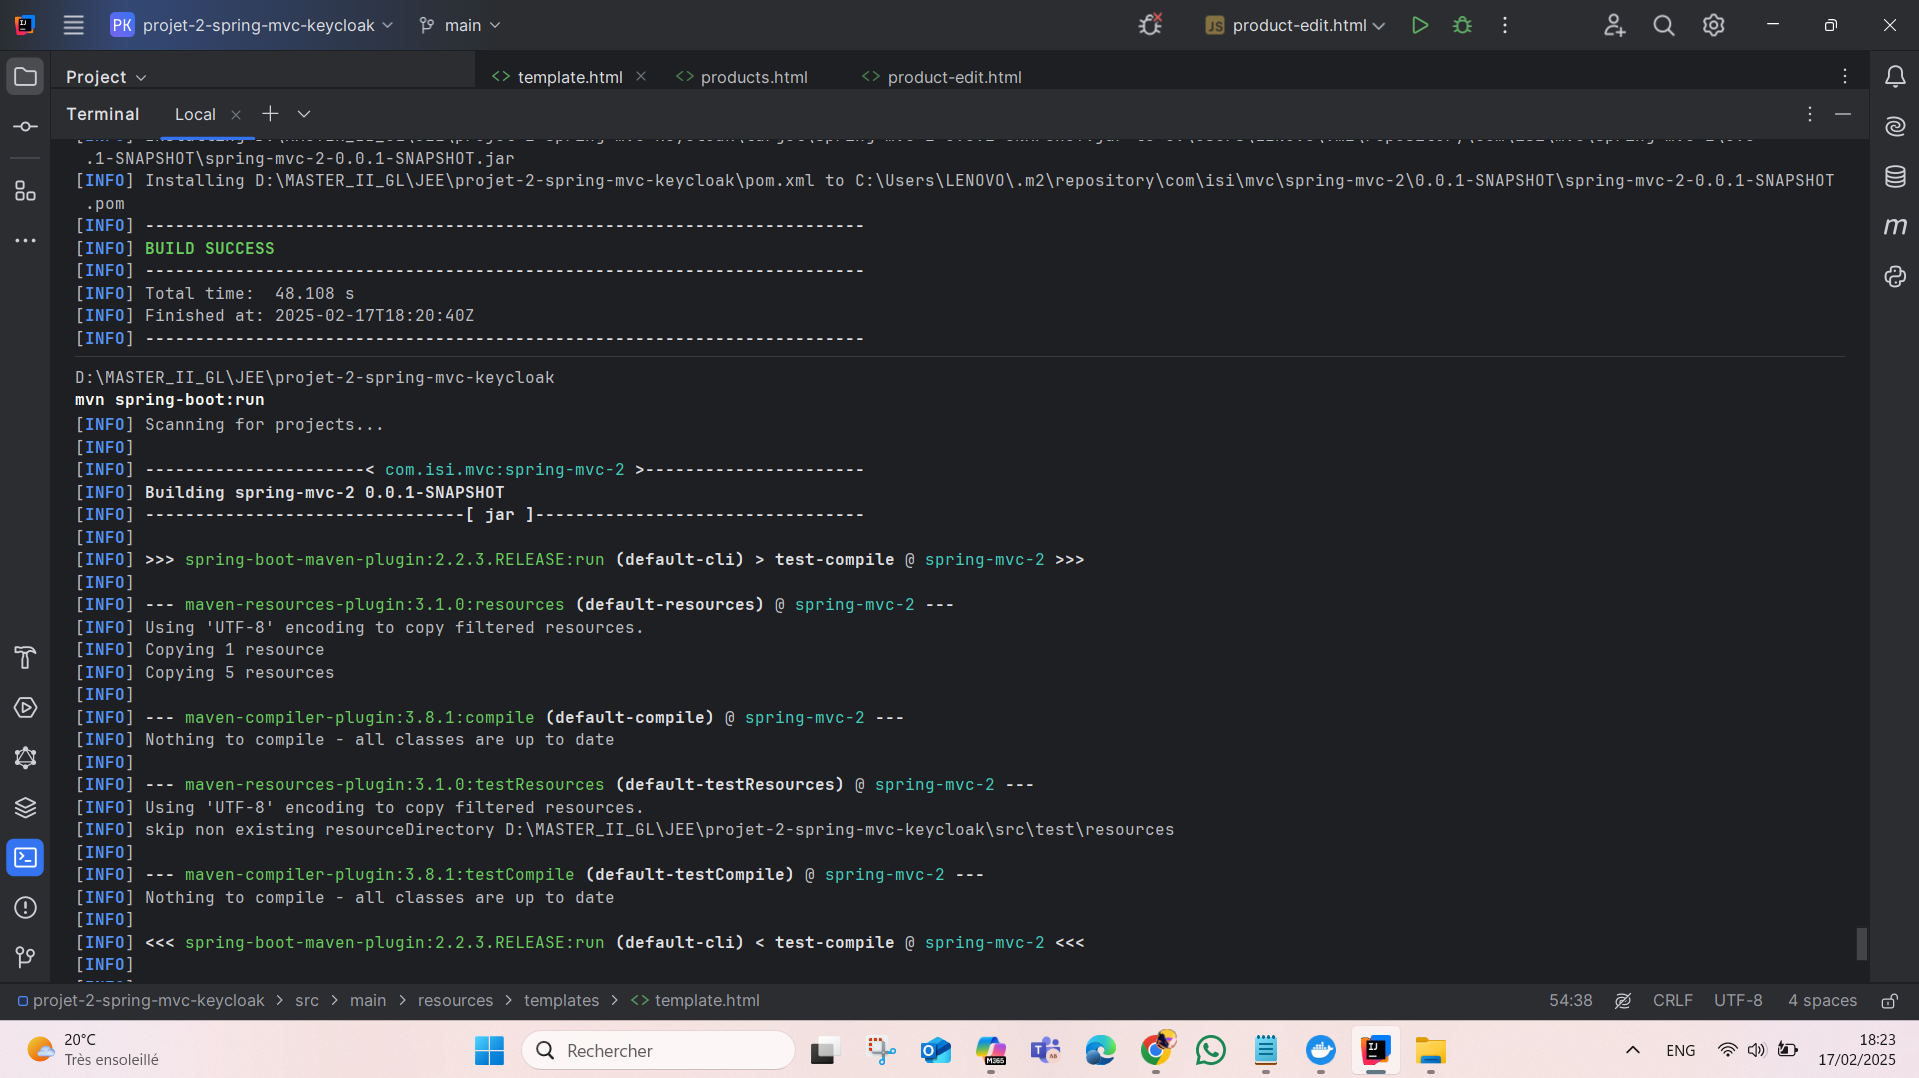 PK projet-2-spring-mvc-keycloak main JS product-edit.html
Project template.html products.html product-edit.html
Terminal Local
.1-SNAPSHOT\spring-mvc-2-0.0.1-SNAPSHOT.jar
[INFO] Installing D:\MASTER_II_GL\JEE\projet-2-spring-mvc-keycloak\pom.xml to C:\Users\LENOVO\.m2\repository\com\isi\mvc\spring-mvc-2\0.0.1-SNAPSHOT\spring-mvc-2-0.0.1-SNAPSHOT
.pom
[INFO] ------------------------------------------------------------------------
[INFO] BUILD SUCCESS
[INFO] ------------------------------------------------------------------------
[INFO] Total time:  48.108 s
[INFO] Finished at: 2025-02-17T18:20:40Z
[INFO] ------------------------------------------------------------------------
D:\MASTER_II_GL\JEE\projet-2-spring-mvc-keycloak
mvn spring-boot:run
[INFO] Scanning for projects...
[INFO]
[INFO] ----------------------< com.isi.mvc:spring-mvc-2 >----------------------
[INFO] Building spring-mvc-2 0.0.1-SNAPSHOT
[INFO] --------------------------------[ jar ]---------------------------------
[INFO]
[INFO] >>> spring-boot-maven-plugin:2.2.3.RELEASE:run (default-cli) > test-compile @ spring-mvc-2 >>>
[INFO]
[INFO] --- maven-resources-plugin:3.1.0:resources (default-resources) @ spring-mvc-2 ---
[INFO] Using 'UTF-8' encoding to copy filtered resources.
[INFO] Copying 1 resource
[INFO] Copying 5 resources
[INFO]
[INFO] --- maven-compiler-plugin:3.8.1:compile (default-compile) @ spring-mvc-2 ---
[INFO] Nothing to compile - all classes are up to date
[INFO]
[INFO] --- maven-resources-plugin:3.1.0:testResources (default-testResources) @ spring-mvc-2 ---
[INFO] Using 'UTF-8' encoding to copy filtered resources.
[INFO] skip non existing resourceDirectory D:\MASTER_II_GL\JEE\projet-2-spring-mvc-keycloak\src\test\resources
[INFO]
[INFO] --- maven-compiler-plugin:3.8.1:testCompile (default-testCompile) @ spring-mvc-2 ---
[INFO] Nothing to compile - all classes are up to date
[INFO]
[INFO] <<< spring-boot-maven-plugin:2.2.3.RELEASE:run (default-cli) < test-compile @ spring-mvc-2 <<<
[INFO]
projet-2-spring-mvc-keycloak > src > main > resources > templates > template.html 54:38 CRLF UTF-8 4 spaces
20°C
Très ensoleillé
Rechercher
ENG
18:23
17/02/2025